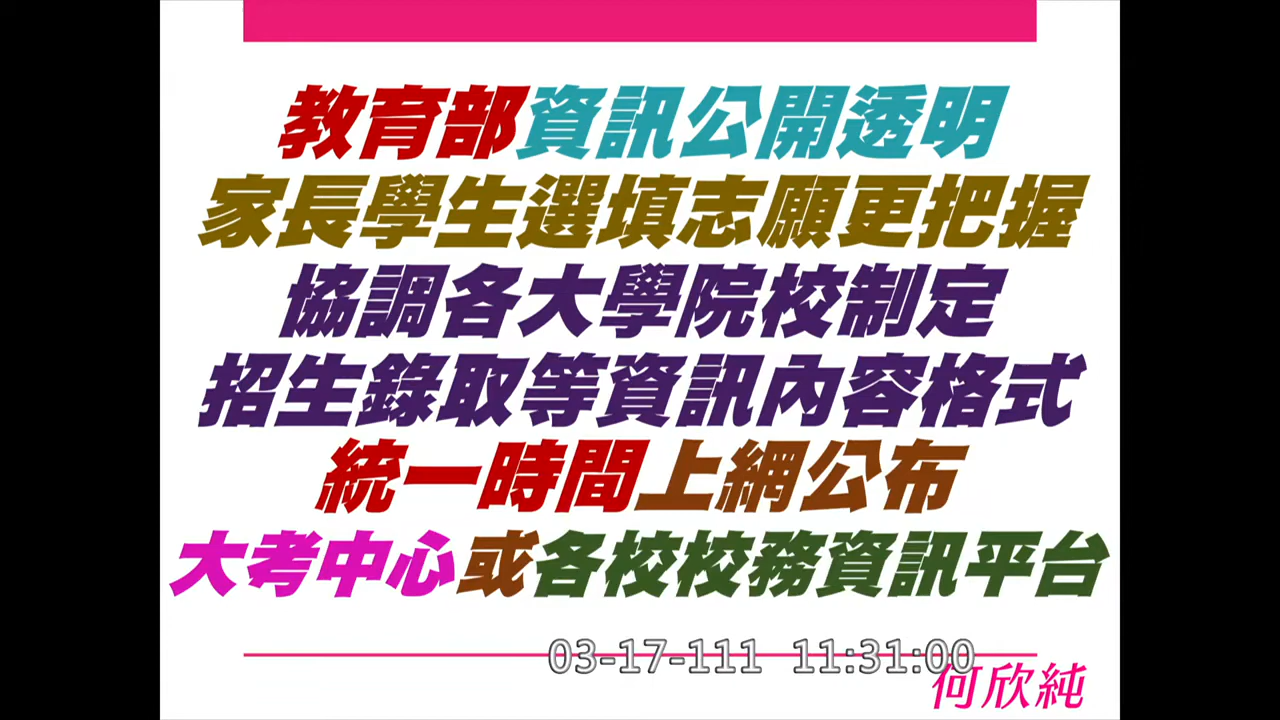 教育部資訊公開透明
家長學生選填志願更把握
協調各大學院校制定
招生錄取等資訊內容格式
統一時間上網公布
大考中心或各校校務資訊平台
03-17-111 11:31:00
何欣純